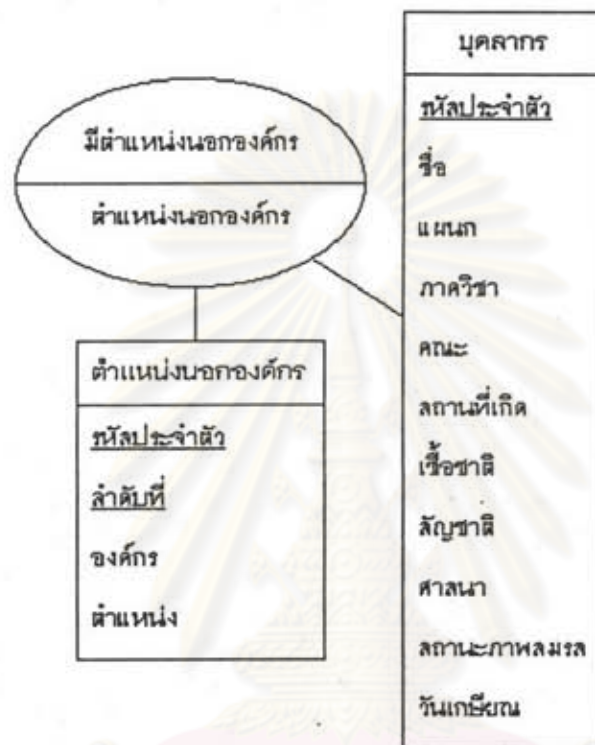 บุคลากร
รหัสประจำตัว
ชื่อ
แผนก
ภาควิชา
คณะ
สถานที่เกิด
เชื้อชาติ
สัญชาติ
ศาสนา
สถานะภาพสมรส
วันเกษียณ
มีตำแหน่งนอกองค์กร
ตำแหน่งนอกองค์กร
ตำแหน่งนอกองค์กร
รหัสประจำตัว
ลำดับที่
องค์กร
ตำแหน่ง